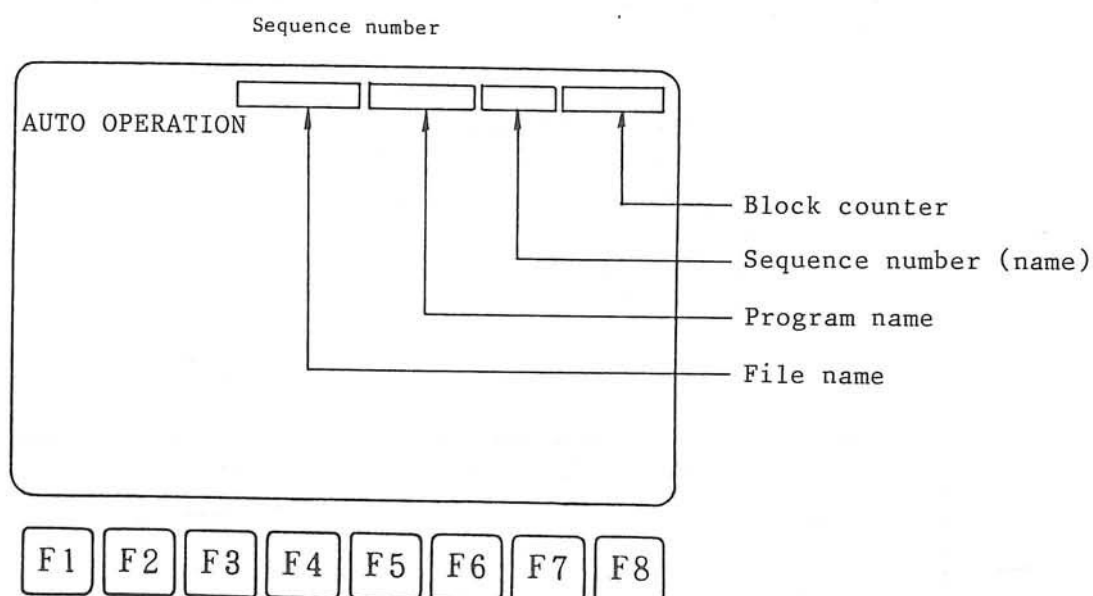 Sequence number
AUTO OPERATION
Block counter
Sequence number (name)
Program name
File name
F1 F2 F3 F4 F5 F6 F7 F8